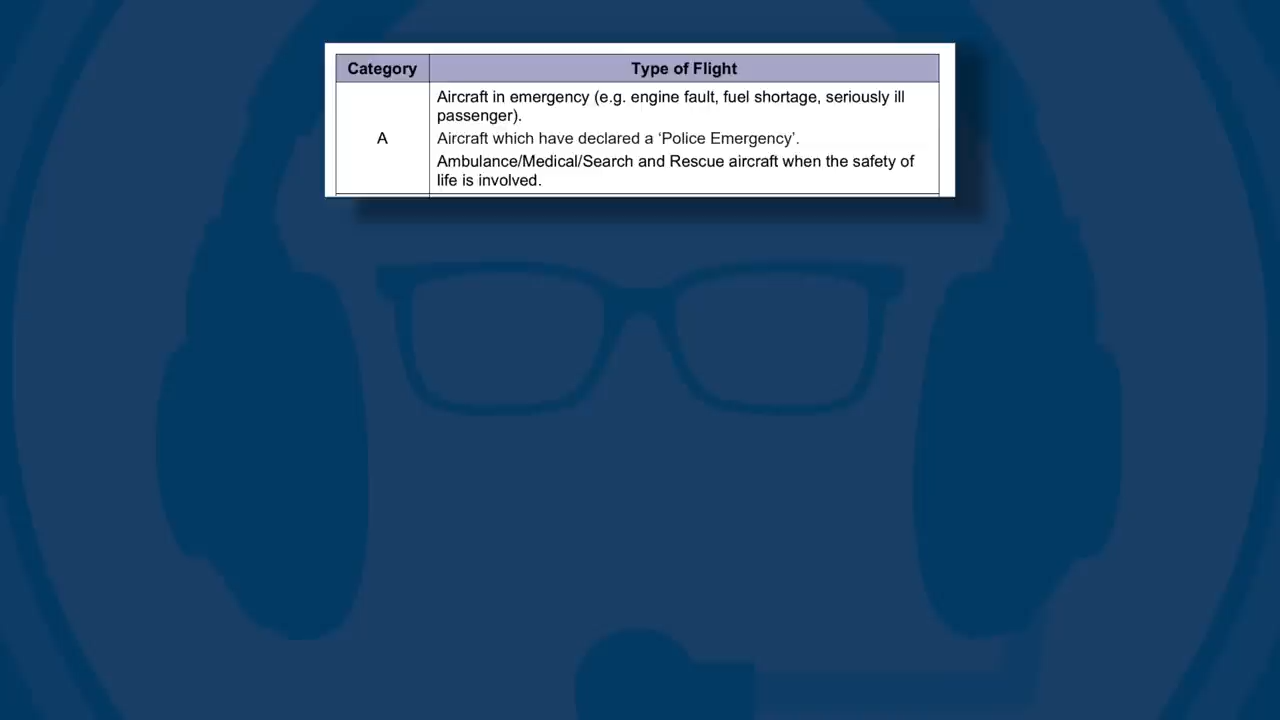 Category Type of Flight
Aircraft in emergency (e.g. engine fault, fuel shortage, seriously ill
passenger).
A Aircraft which have declared a ‘Police Emergency’.
Ambulance/Medical/Search and Rescue aircraft when the safety of
life is involved.